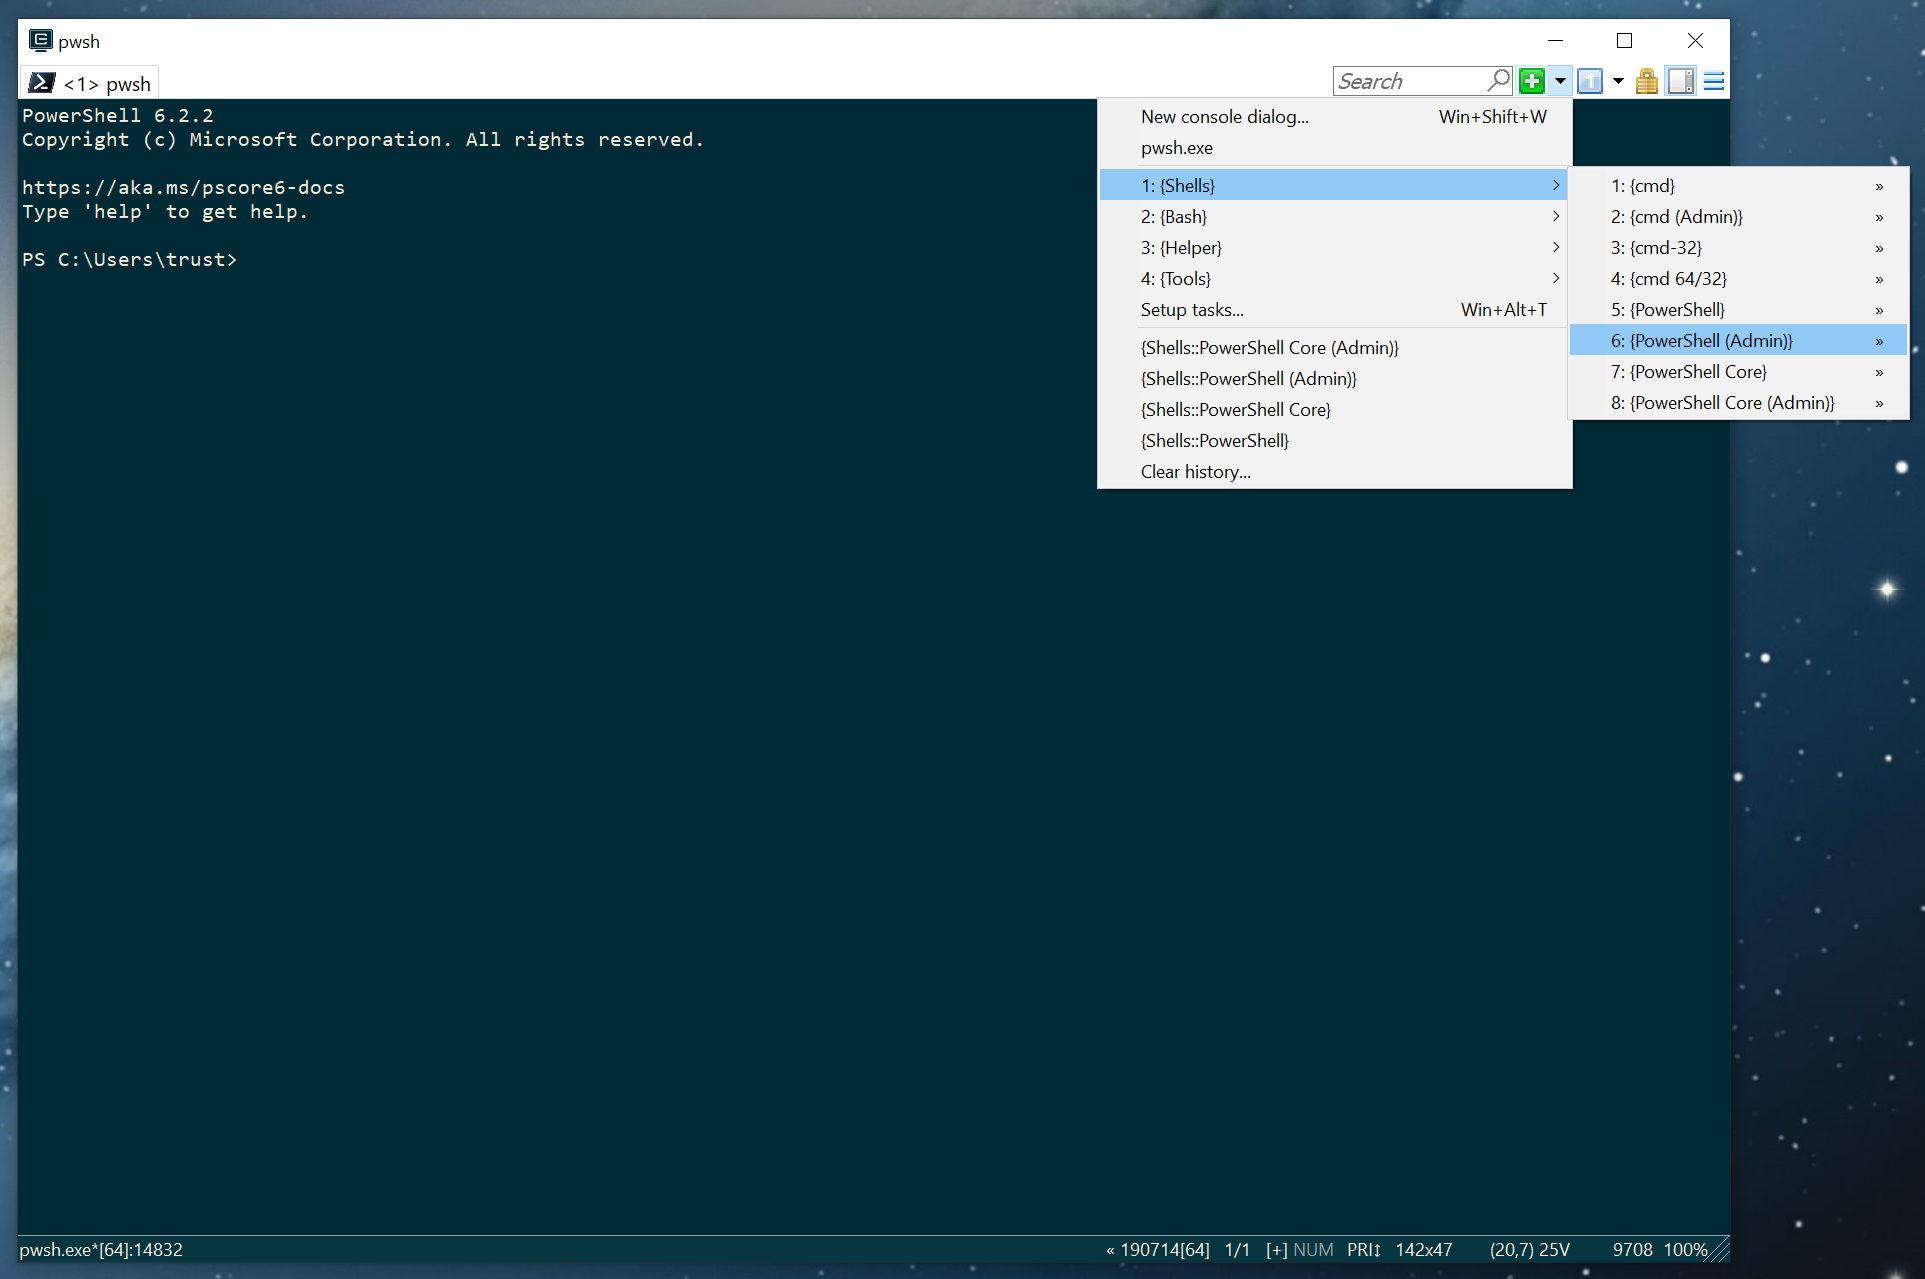 pwsh
<1> pwsh
Search
1
PowerShell 6.2.2
Copyright (c) Microsoft Corporation. All rights reserved.
https://aka.ms/pscore6-docs
Type 'help' to get help.
PS C:\Users\trust>
New console dialog... Win+Shift+W
pwsh.exe
1: {Shells}
2: {Bash}
3: {Helper}
4: {Tools}
Setup tasks... Win+Alt+T
{Shells::PowerShell Core (Admin)}
{Shells::PowerShell (Admin)}
{Shells::PowerShell Core}
{Shells::PowerShell}
Clear history...
1: {cmd} »
2: {cmd (Admin)} »
3: {cmd-32} »
4: {cmd 64/32} »
5: {PowerShell} »
6: {PowerShell (Admin)} »
7: {PowerShell Core} »
8: {PowerShell Core (Admin)} »
pwsh.exe*[64]:14832 « 190714[64] 1/1 [+] NUM PRI↕ 142x47 (20,7) 25V 9708 100%